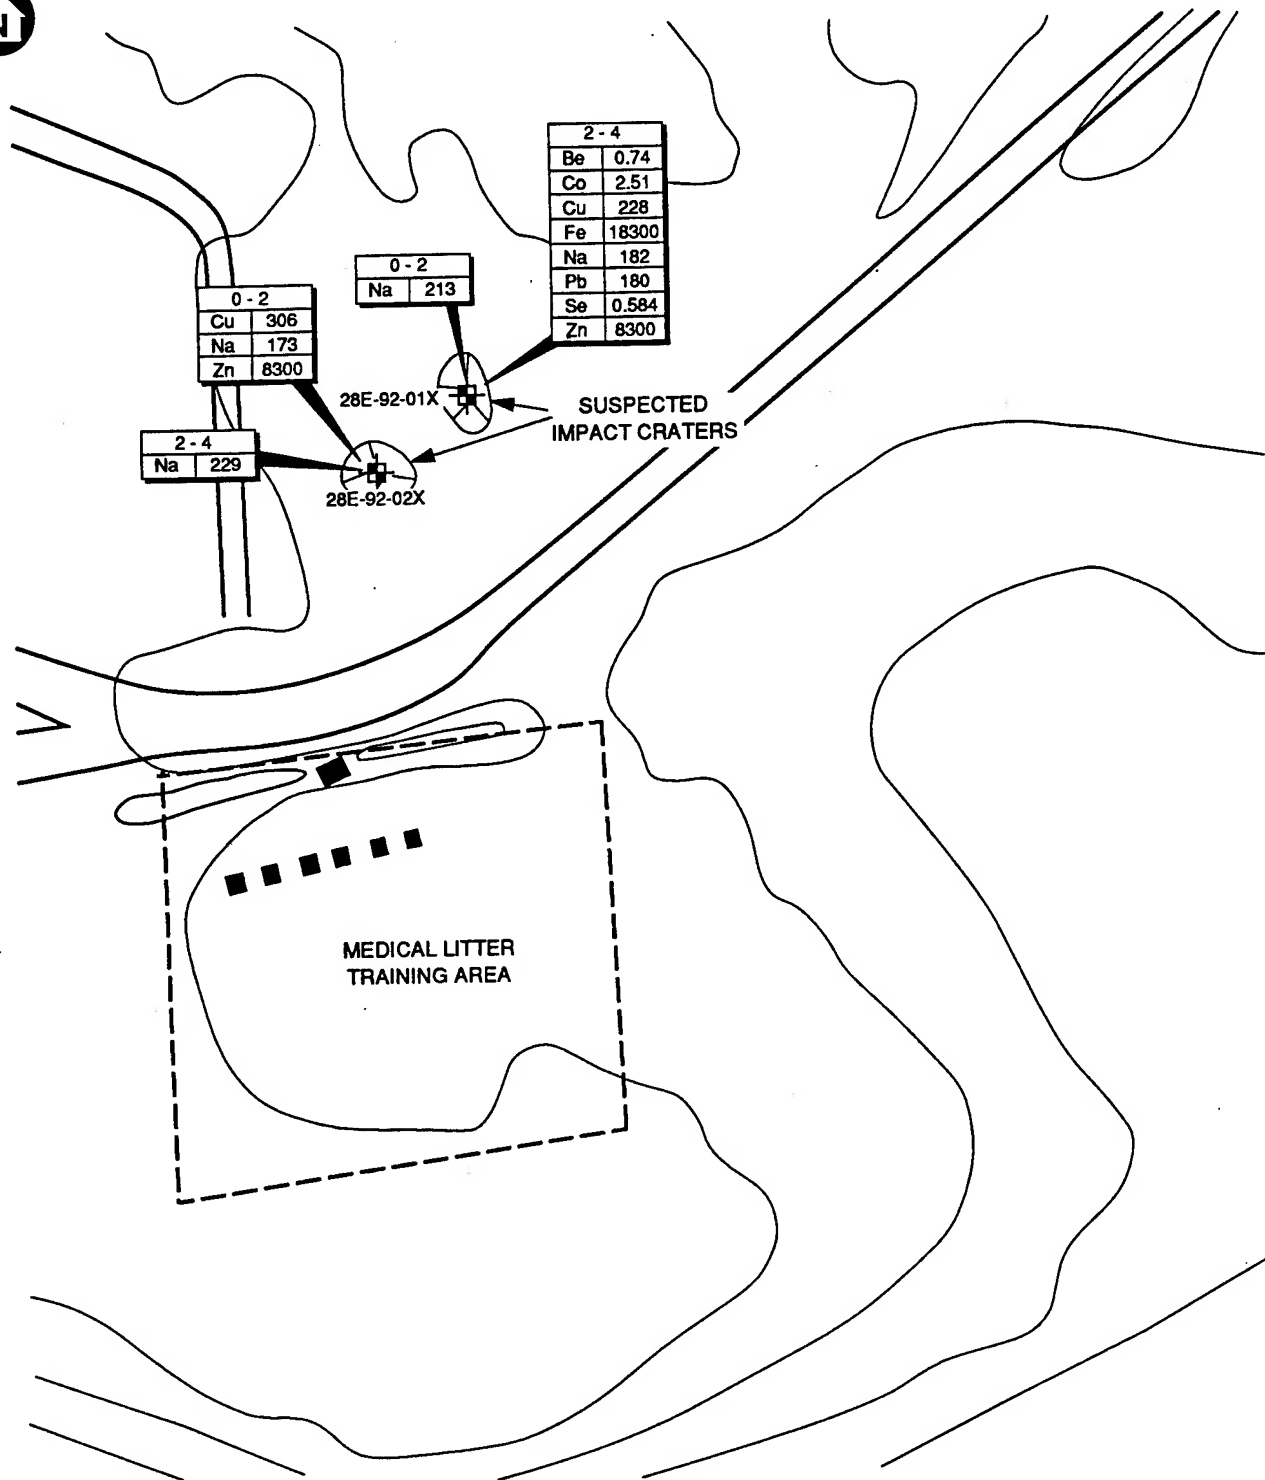 N
2 - 4
Be 0.74
Co 2.51
Cu 228
Fe 18300
Na 182
Pb 180
Se 0.584
Zn 8300
0 - 2
Na 213
0 - 2
Cu 306
Na 173
Zn 8300
28E-92-01X
SUSPECTED
IMPACT CRATERS
2 - 4
Na 229
28E-92-02X
MEDICAL LITTER
TRAINING AREA